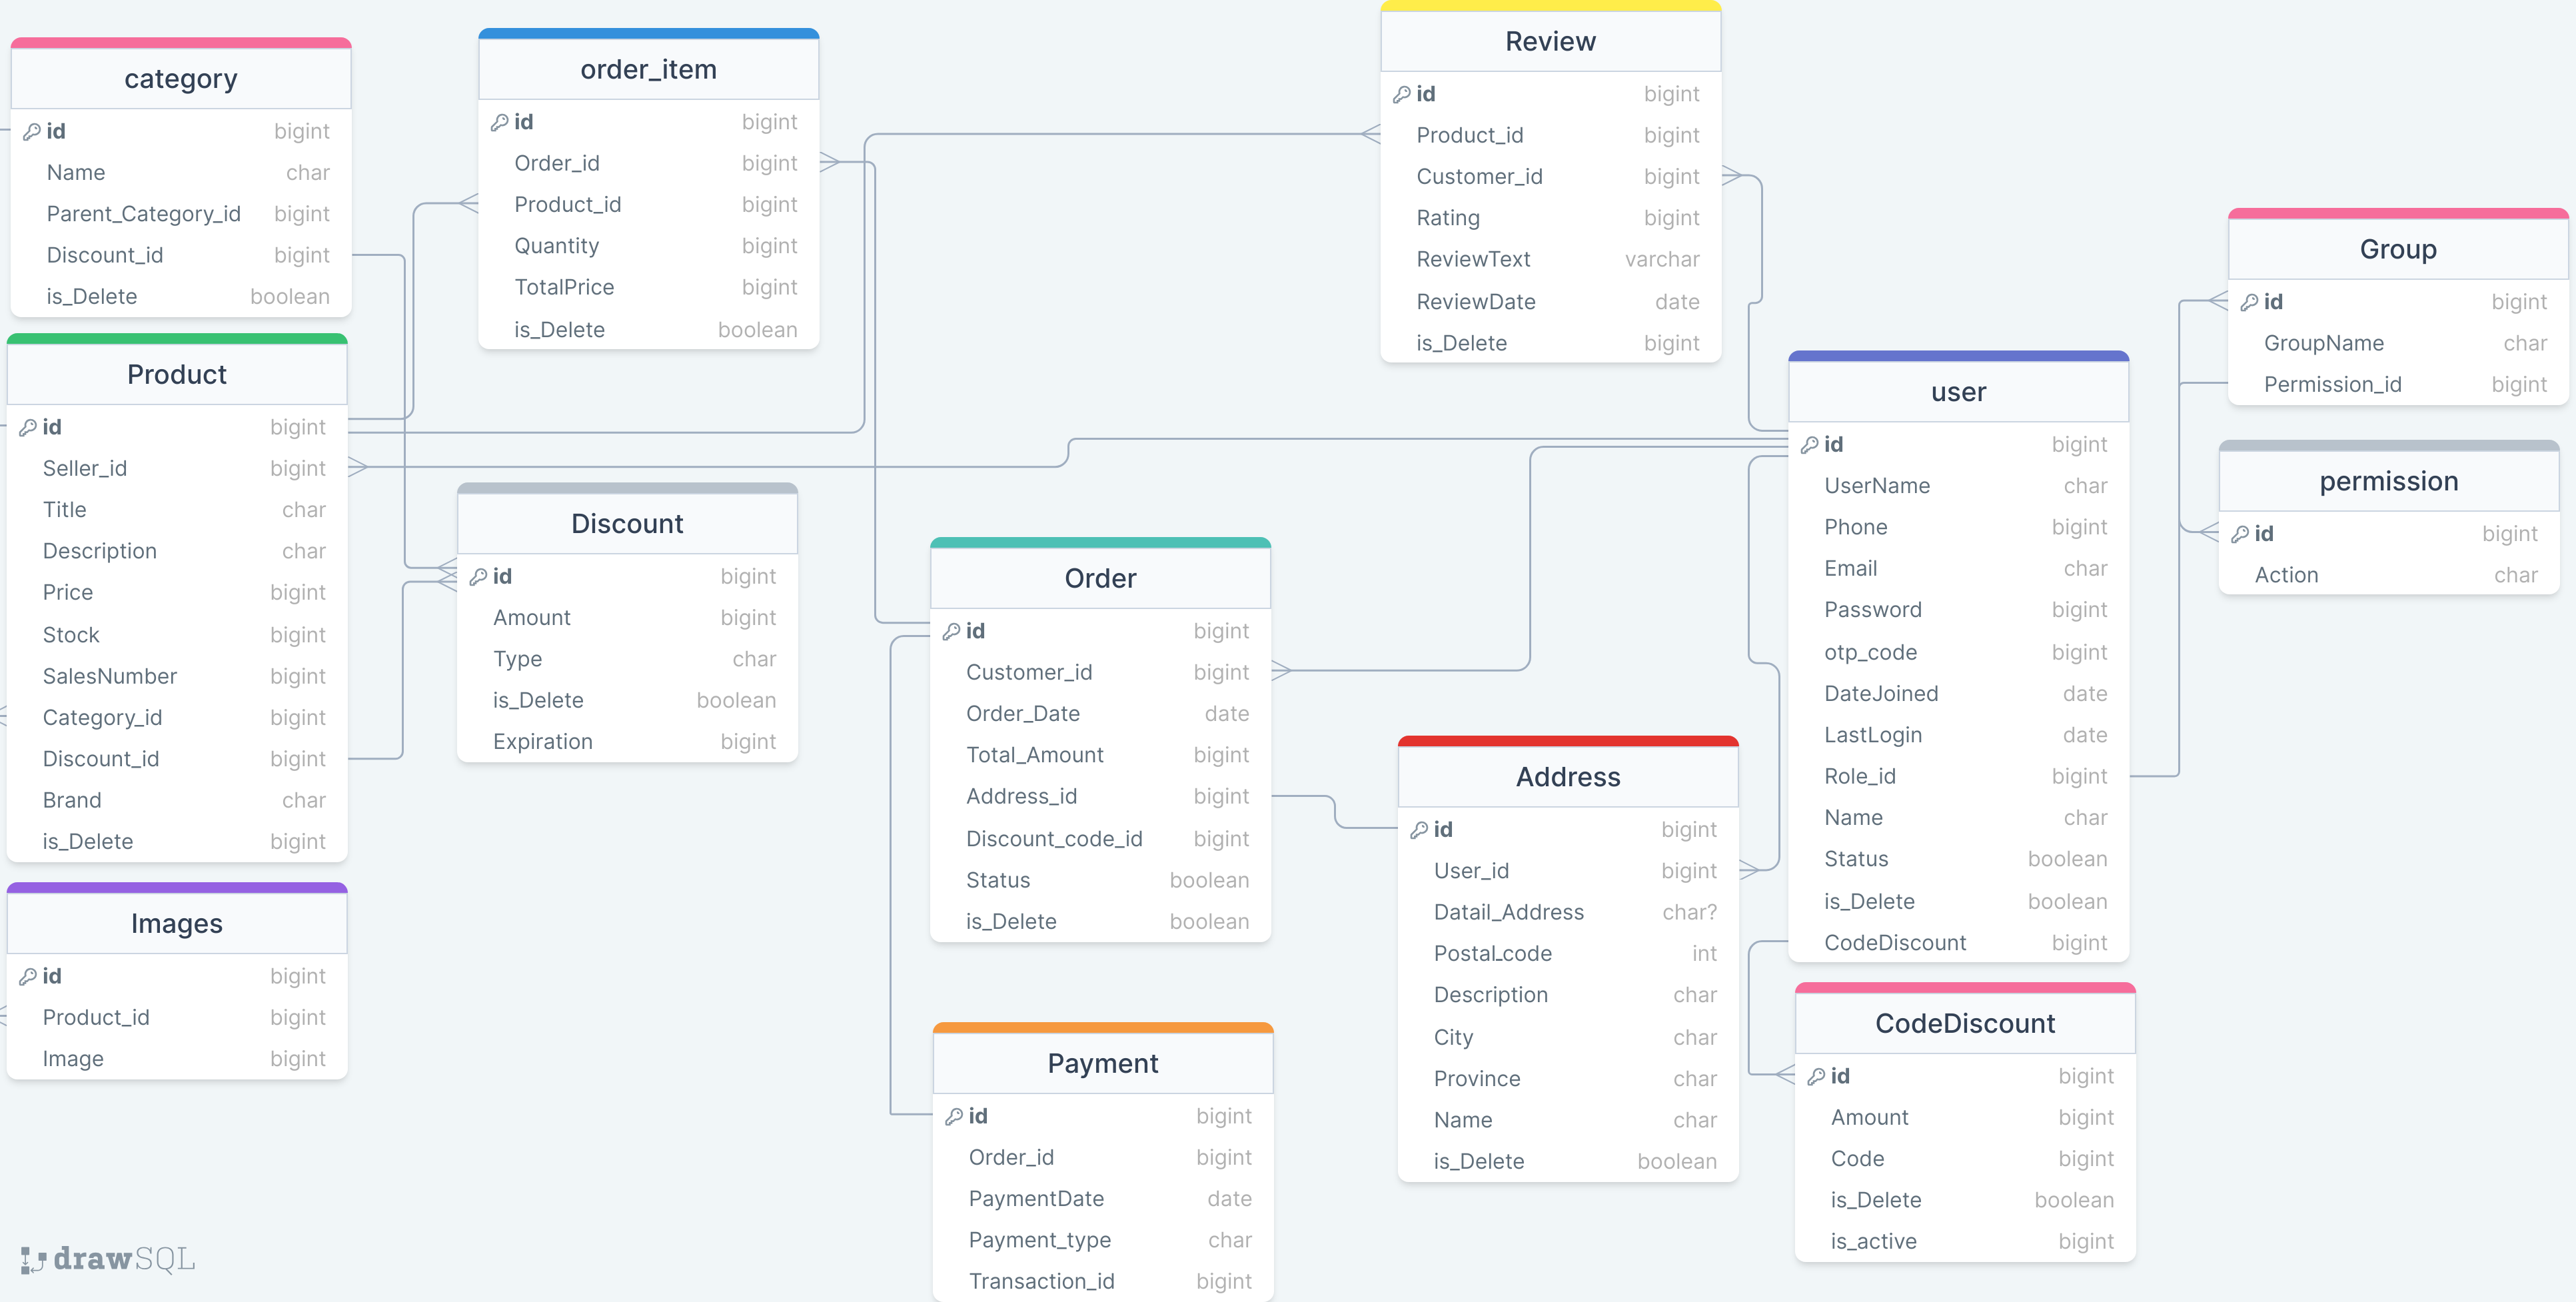 category
id bigint
Name char
Parent_Category_id bigint
Discount_id bigint
is_Delete boolean
Product
id bigint
Seller_id bigint
Title char
Description char
Price bigint
Stock bigint
SalesNumber bigint
Category_id bigint
Discount_id bigint
Brand char
is_Delete bigint
Images
id bigint
Product_id bigint
Image bigint
order_item
id bigint
Order_id bigint
Product_id bigint
Quantity bigint
TotalPrice bigint
is_Delete boolean
Discount
id bigint
Amount bigint
Type char
is_Delete boolean
Expiration bigint
Order
id bigint
Customer_id bigint
Order_Date date
Total_Amount bigint
Address_id bigint
Discount_code_id bigint
Status boolean
is_Delete boolean
Payment
id bigint
Order_id bigint
PaymentDate date
Payment_type char
Transaction_id bigint
Review
id bigint
Product_id bigint
Customer_id bigint
Rating bigint
ReviewText varchar
ReviewDate date
is_Delete bigint
Address
id bigint
User_id bigint
Datail_Address char?
Postal_code int
Description char
City char
Province char
Name char
is_Delete boolean
user
id bigint
UserName char
Phone bigint
Email char
Password bigint
otp_code bigint
DateJoined date
LastLogin date
Role_id bigint
Name char
Status boolean
is_Delete boolean
CodeDiscount bigint
CodeDiscount
id bigint
Amount bigint
Code bigint
is_Delete boolean
is_active bigint
Group
id bigint
GroupName char
Permission_id bigint
permission
id bigint
Action char
drawSQL